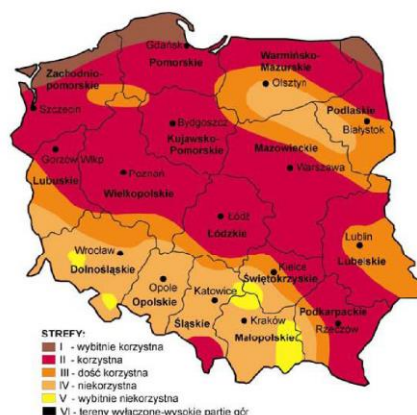 Gdańsk
Pomorskie
Zachodnio-
pomorskie
Warmińsko-
Mazurskie
Olsztyn
Szczecin
Podlaskie
Białystok
Bydgoszcz
Kujawsko-
Pomorskie
Mazowieckie
Gorzów Wlkp
Lubuskie
Poznań
Wielkopolskie
Warszawa
Łódź
Łódzkie
Lublin
Lubelskie
Wrocław
Dolnośląskie
Opole
Opolskie
Kielce
Świętokrzyskie
Katowice
Śląskie
Kraków
Małopolskie
Podkarpackie
Rzeszów
STREFY:
I - wybitnie korzystna
II - korzystna
III - dość korzystna
IV - niekorzystna
V - wybitnie niekorzystna
VI - tereny wyłączone-wysokie partie gór